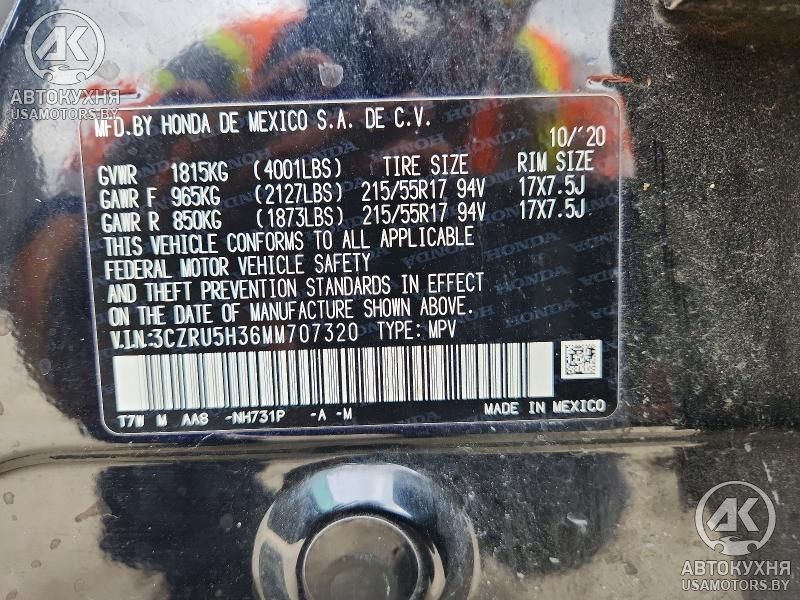 AK
АВТОКУХНЯ
USAMOTORS.BY
MFD.BY HONDA DE MEXICO S.A. DE C.V.
10/'20
GVWR 1815KG (4001LBS) TIRE SIZE RIM SIZE
GAWR F 965KG (2127LBS) 215/55R17 94V 17X7.5J
GAWR R 850KG (1873LBS) 215/55R17 94V 17X7.5J
THIS VEHICLE CONFORMS TO ALL APPLICABLE
FEDERAL MOTOR VEHICLE SAFETY
AND THEFT PREVENTION STANDARDS IN EFFECT
ON THE DATE OF MANUFACTURE SHOWN ABOVE.
V.I.N.:3CZRU5H36MM707320 TYPE: MPV
T7W M AA8 -NH731P -A -M MADE IN MEXICO
AK
АВТОКУХНЯ
USAMOTORS.BY